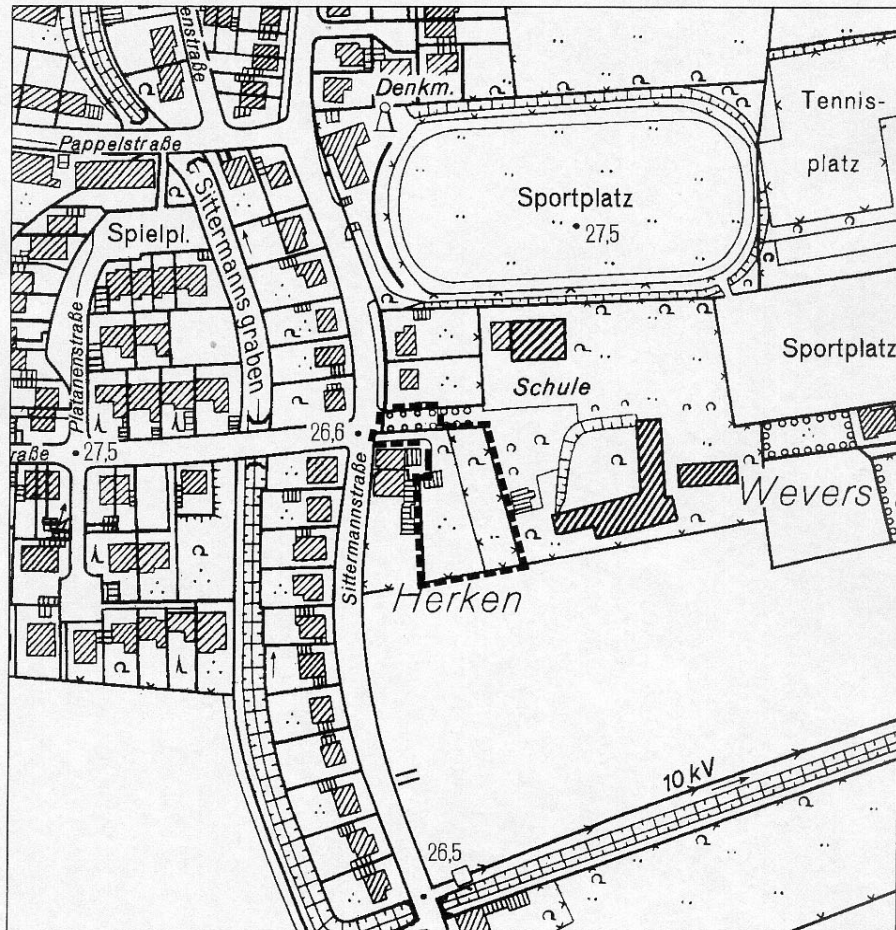 enstraße
Denkm.
Tennis-
platz
Pappelstraße
Sittermannsgraben
Sportplatz
27,5
Spielpl.
Platanenstraße
Sportplatz
Schule
26,6
raße
27,5
Sittermannstraße
Wevers
Herken
10 kV
26,5